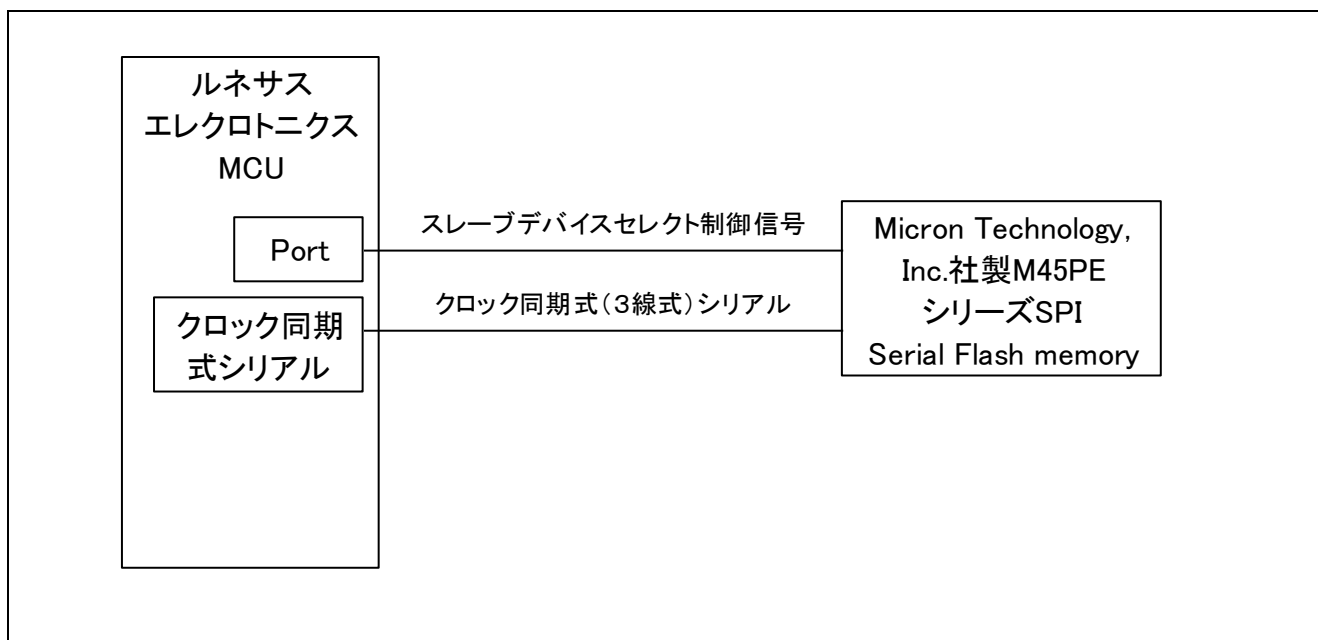 ルネサス
エレクロトニクス
MCU
Port
クロック同期
式シリアル
スレーブデバイスセレクト制御信号
クロック同期式(3線式)シリアル
Micron Technology,
Inc.社製M45PE
シリーズSPI
Serial Flash memory